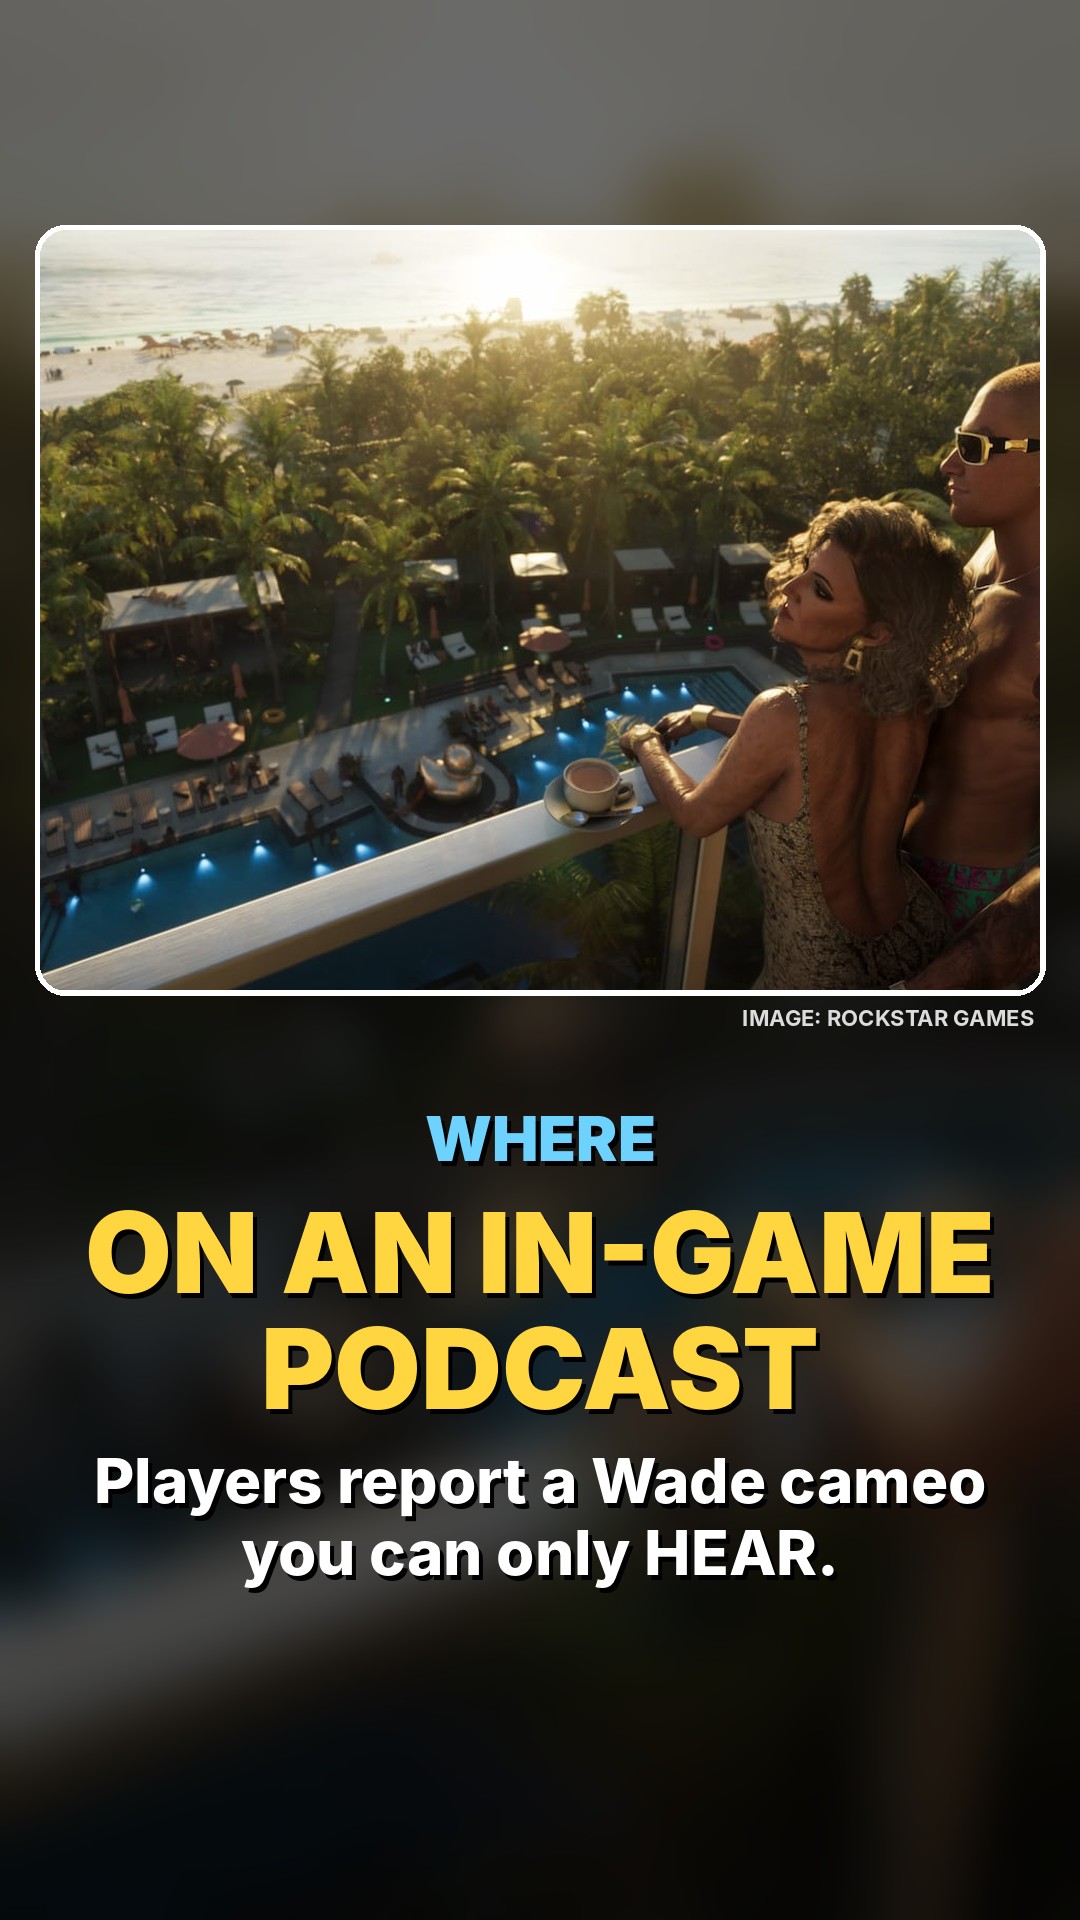 IMAGE: ROCKSTAR GAMES
WHERE
ON AN IN-GAME
PODCAST
Players report a Wade cameo
you can only HEAR.